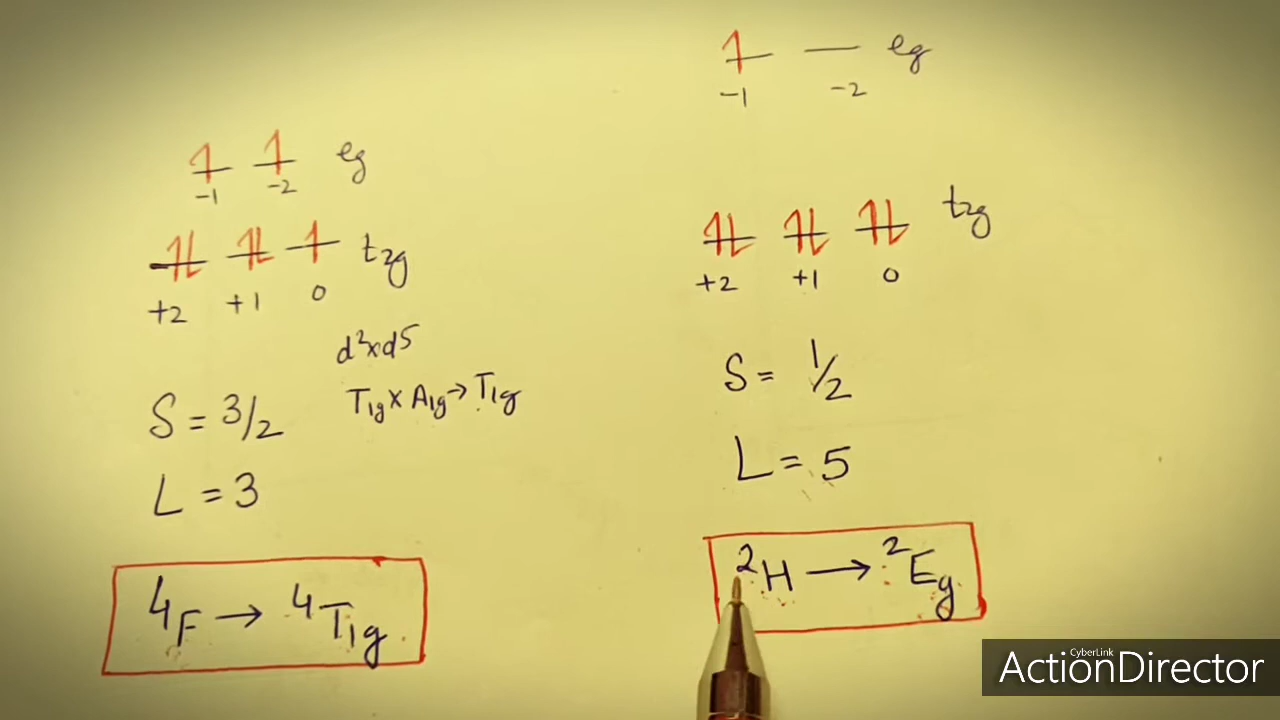 ↿ ↿ eg
-1 -2
⥮ ⥮ ↿ t2g
+2 +1 0
d²xd⁵
T1g x A1g → T1g
S = 3/2
L = 3
⁴F → ⁴T1g
↿ eg
-1 -2
⥮ ⥮ ⥮ t2g
+2 +1 0
S = 1/2
L = 5
²H → ²Eg
CyberLink
ActionDirector